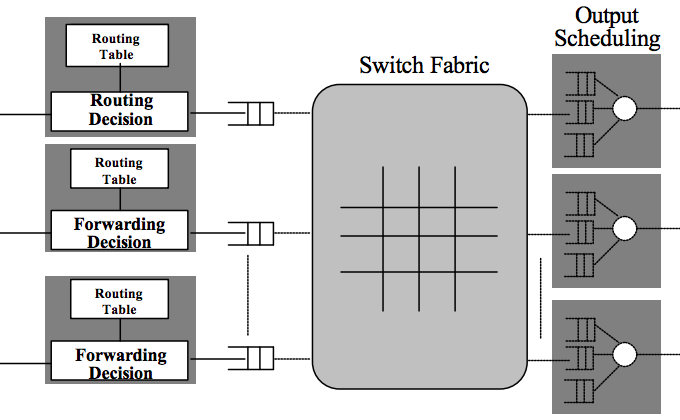 Output
Scheduling
Switch Fabric
Routing
Table
Routing
Decision
Routing
Table
Forwarding
Decision
Routing
Table
Forwarding
Decision